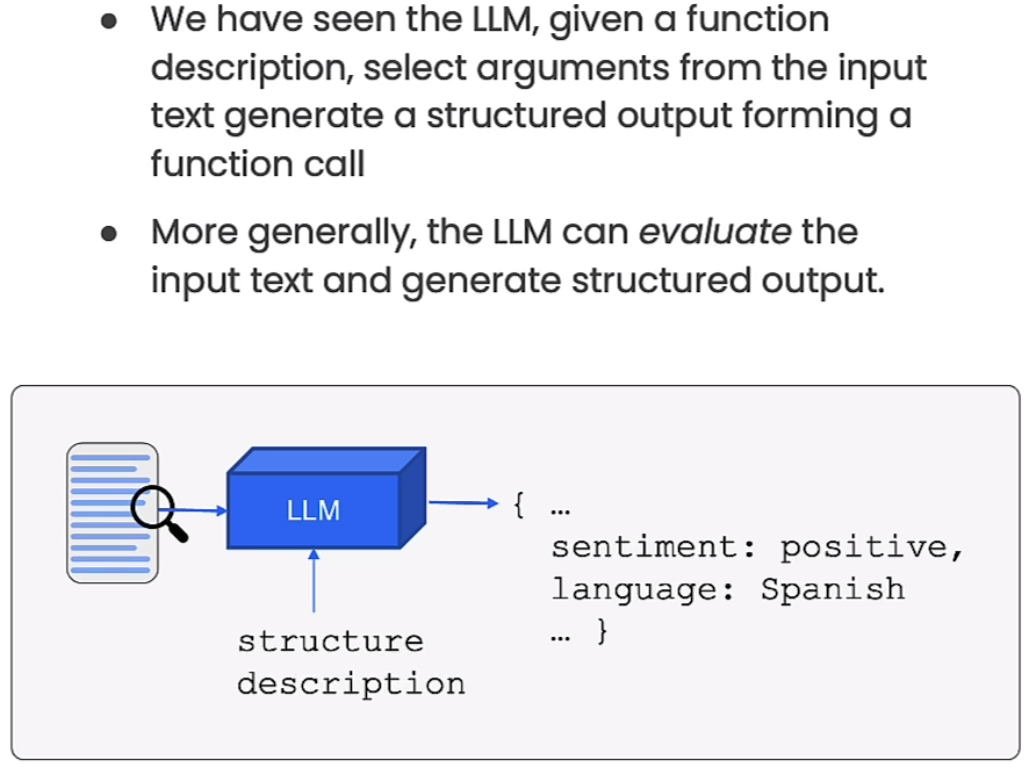 • We have seen the LLM, given a function
description, select arguments from the input
text generate a structured output forming a
function call
• More generally, the LLM can evaluate the
input text and generate structured output.
LLM
{ …
sentiment: positive,
language: Spanish
… }
structure
description